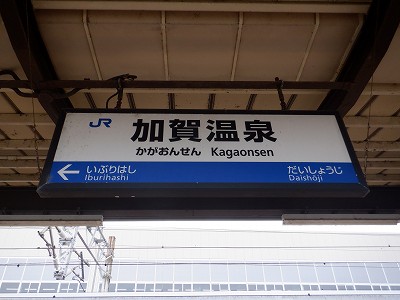 JR 加賀温泉
かがおんせん Kagaonsen
← いぶりはし だいしょうじ
Iburihashi Daishōji